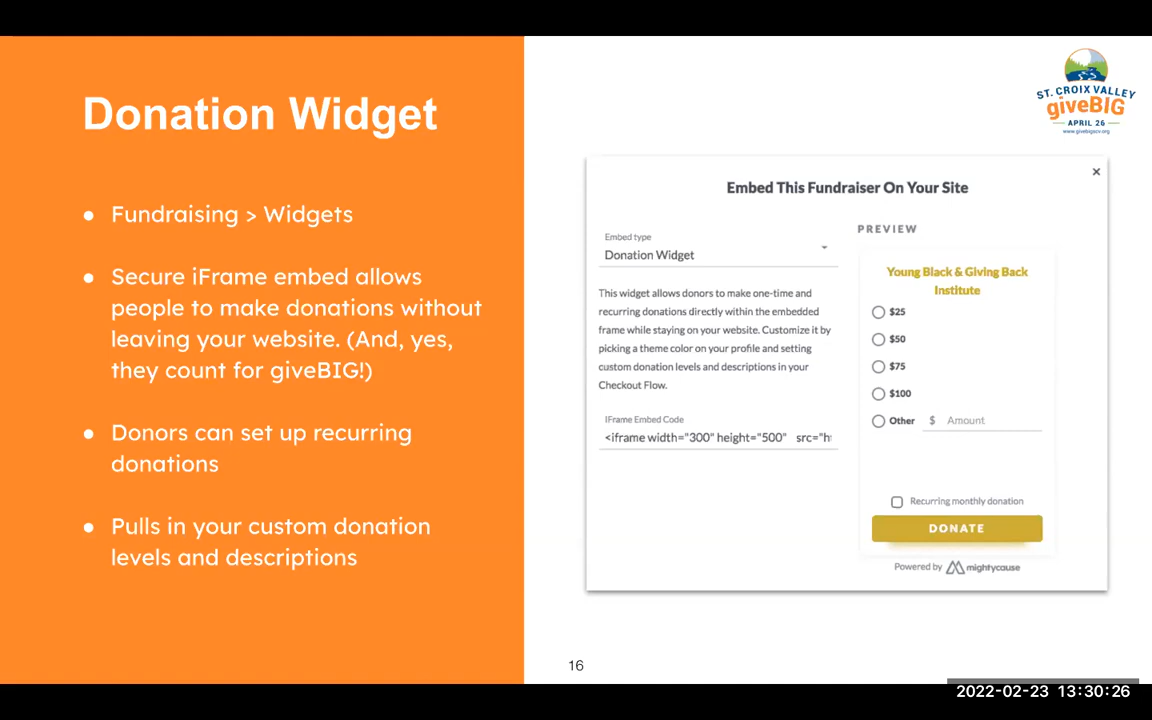 Donation Widget
● Fundraising > Widgets
● Secure iFrame embed allows
people to make donations without
leaving your website. (And, yes,
they count for giveBIG!)
● Donors can set up recurring
donations
● Pulls in your custom donation
levels and descriptions
ST. CROIX VALLEY
giveBIG
APRIL 26
www.givebigscv.org
×
Embed This Fundraiser On Your Site
Embed type
Donation Widget
This widget allows donors to make one-time and
recurring donations directly within the embedded
frame while staying on your website. Customize it by
picking a theme color on your profile and setting
custom donation levels and descriptions in your
Checkout Flow.
IFrame Embed Code
<iframe width="300" height="500" src="h
PREVIEW
Young Black & Giving Back
Institute
$25
$50
$75
$100
Other $ Amount
Recurring monthly donation
DONATE
Powered by mightycause
16
2022-02-23 13:30:26